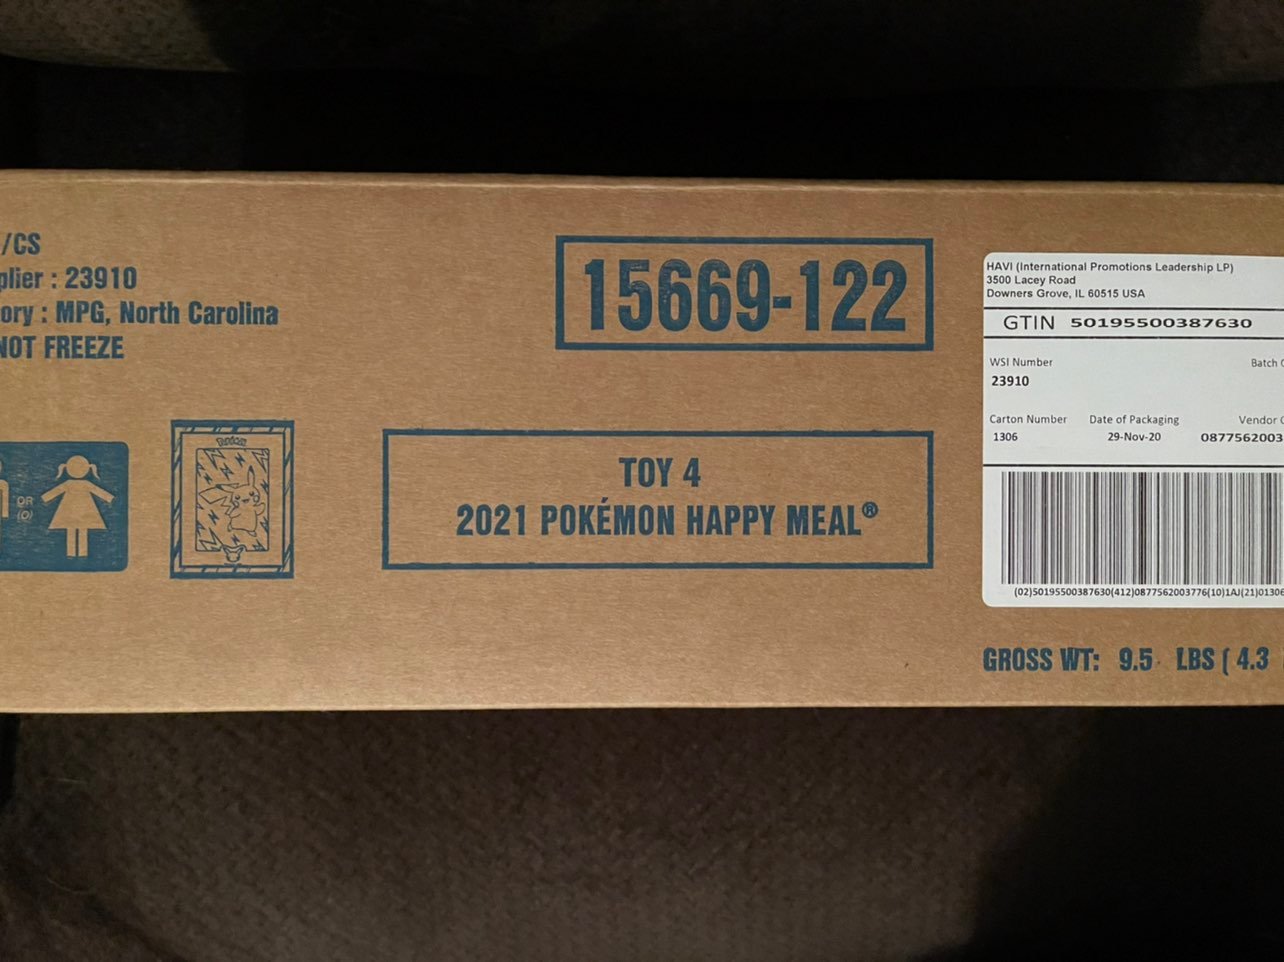 /CS
plier : 23910
ory : MPG, North Carolina
NOT FREEZE
15669-122
OR
(O)
Pokémon
TOY 4
2021 POKÉMON HAPPY MEAL®
HAVI (International Promotions Leadership LP)
3500 Lacey Road
Downers Grove, IL 60515 USA
GTIN 50195500387630
WSI Number Batch
23910
Carton Number Date of Packaging Vendor
1306 29-Nov-20 0877562003
(02)50195500387630(412)0877562003776(10)1AJ(21)01306
GROSS WT: 9.5 LBS ( 4.3